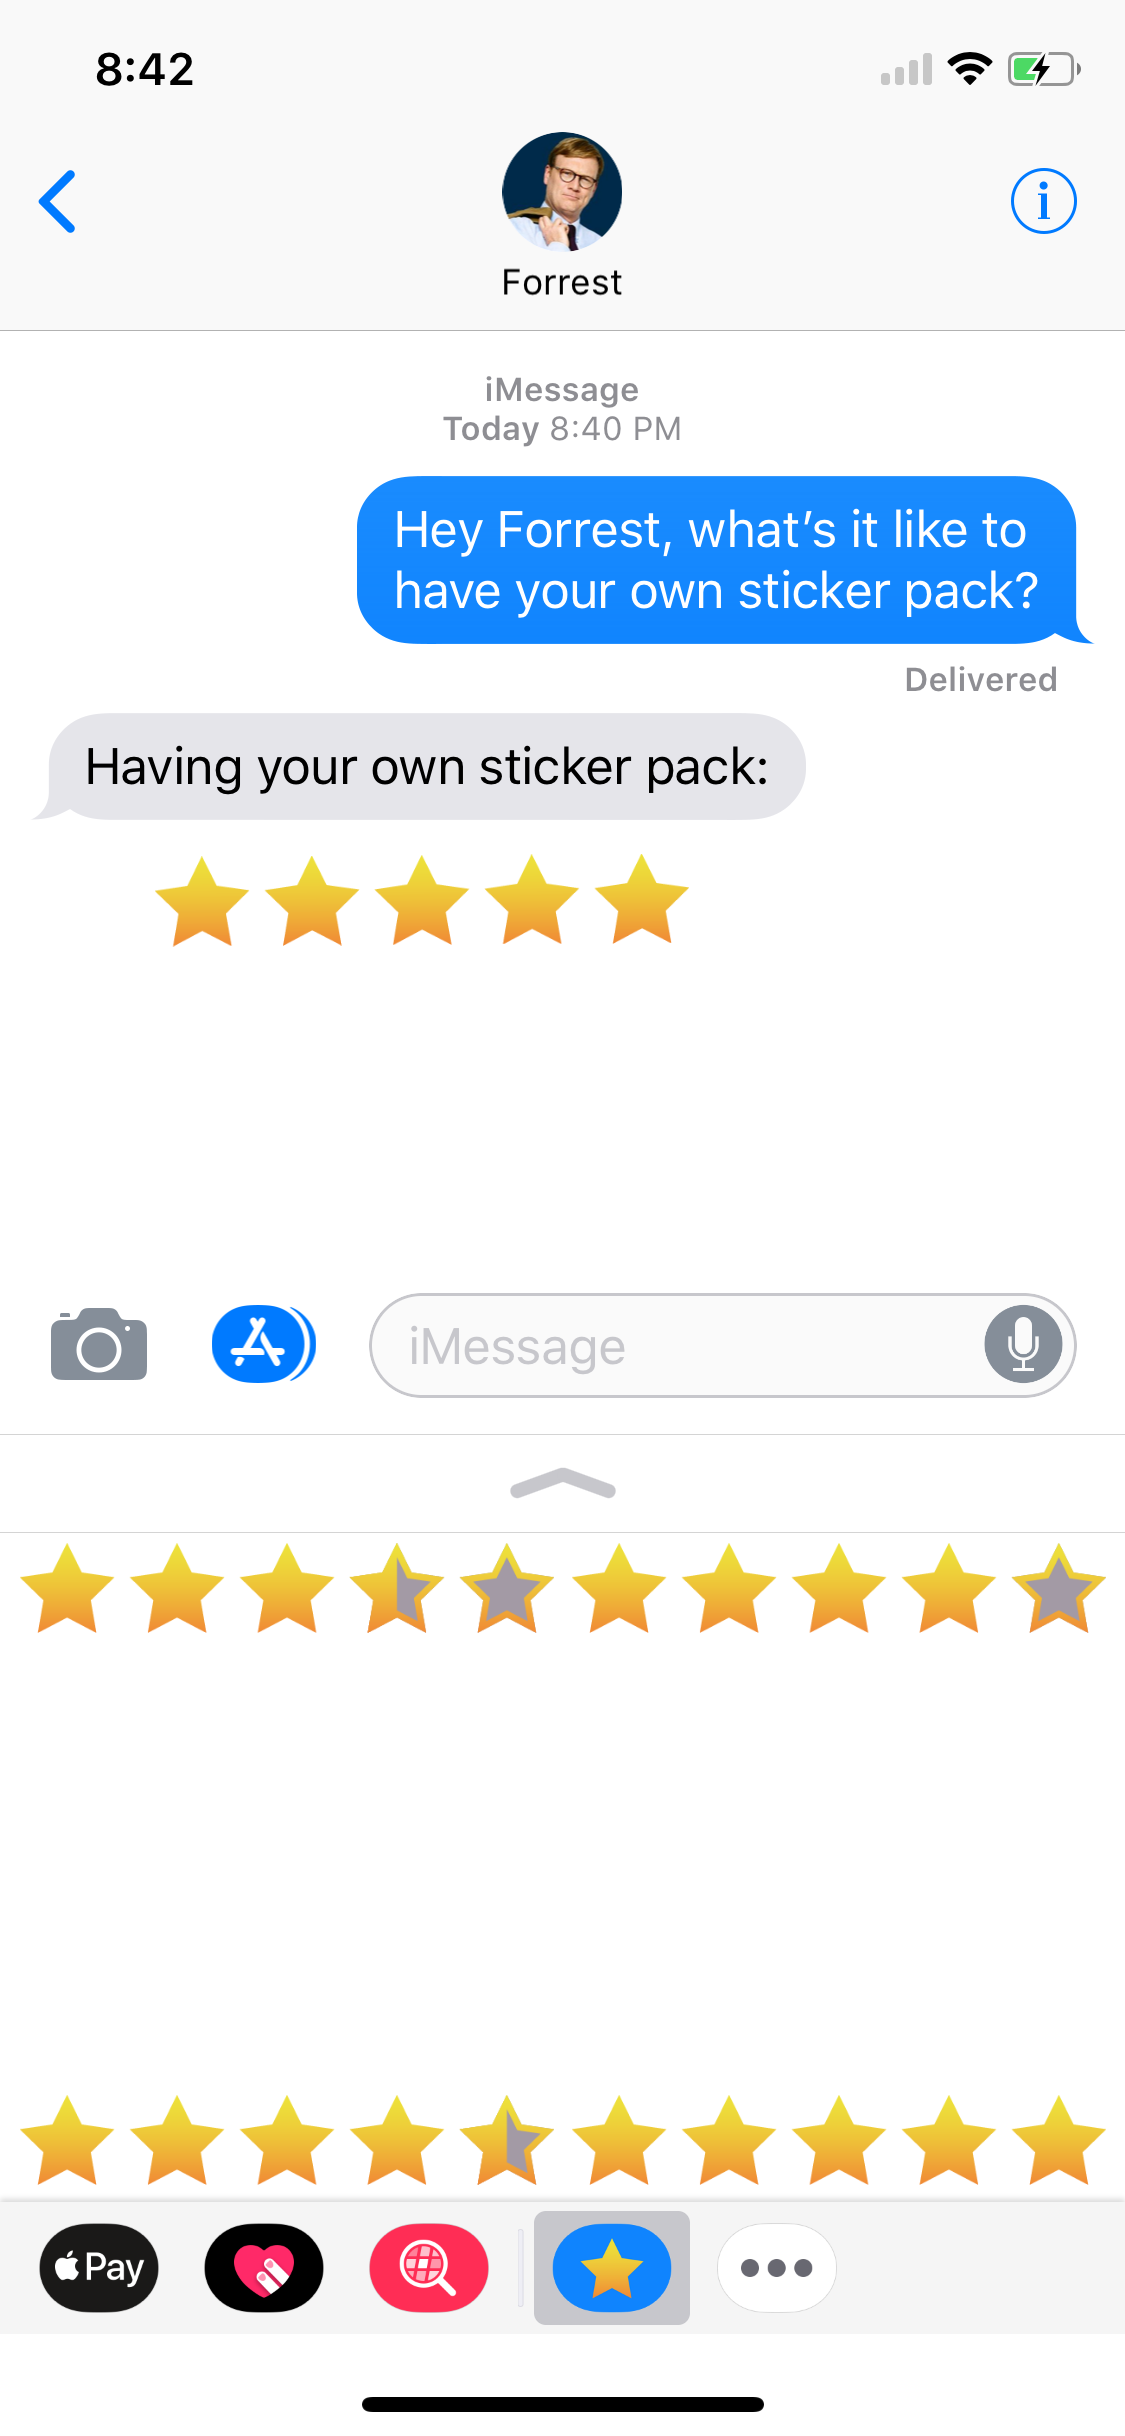 8:42
Forrest
iMessage
Today 8:40 PM
Hey Forrest, what’s it like to
have your own sticker pack?
Delivered
Having your own sticker pack:
iMessage
Pay